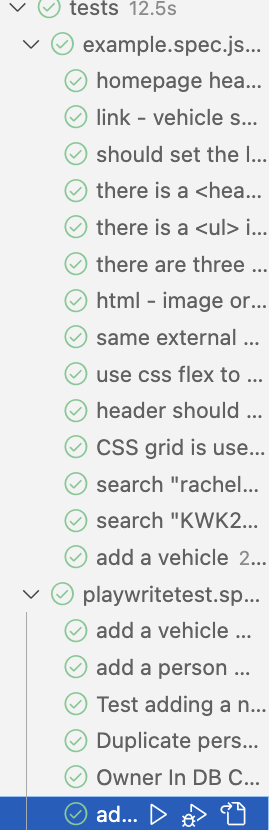 tests 12.5s
example.spec.js...
homepage hea...
link - vehicle s...
should set the l...
there is a <hea...
there is a <ul> i...
there are three ...
html - image or...
same external ...
use css flex to ...
header should ...
CSS grid is use...
search "rachel...
search "KWK2...
add a vehicle 2...
playwritetest.sp...
add a vehicle ...
add a person ...
Test adding a n...
Duplicate pers...
Owner In DB C...
ad...